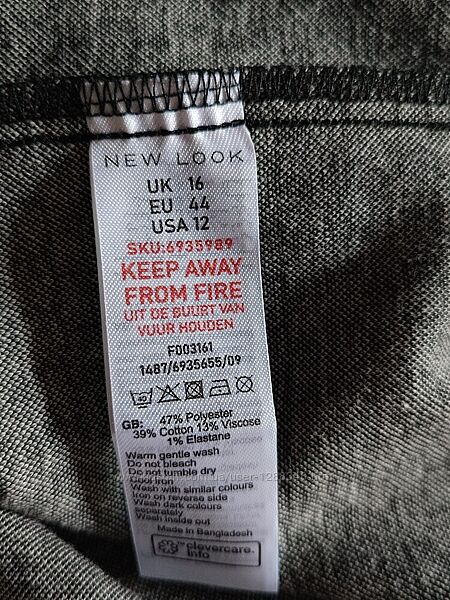 NEW LOOK
UK 16
EU 44
USA 12
SKU:6935989
KEEP AWAY
FROM FIRE
UIT DE BUURT VAN
VUUR HOUDEN
F003161
1487/6935655/09
40
GB: 47% Polyester
39% Cotton 13% Viscose
1% Elastane
Warm gentle wash
Do not bleach
Do not tumble dry
Cool iron
Wash with similar colours
Iron on reverse side
Wash dark colours
separately
Wash inside out
Made in Bangladesh
clevercare.
info